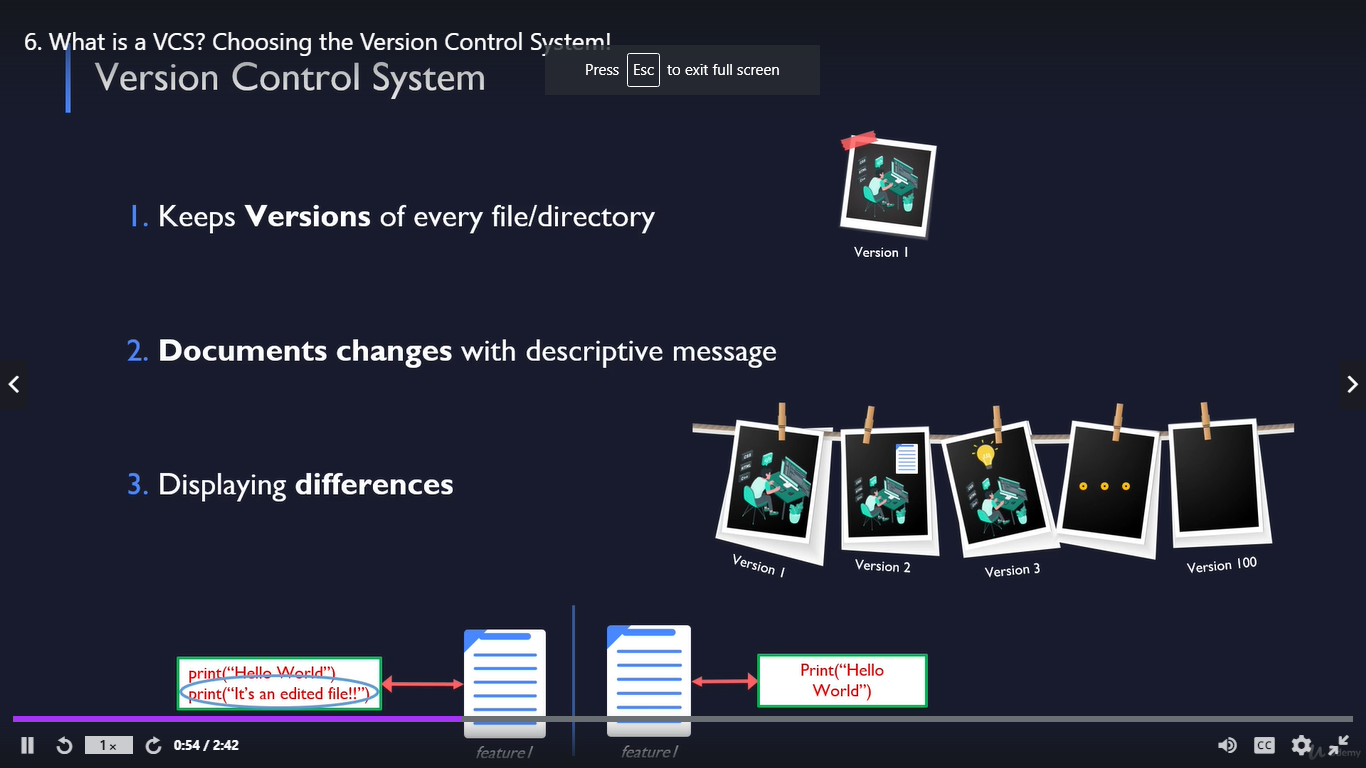 6. What is a VCS? Choosing the Version Control System!
Press Esc to exit full screen
Version Control System
1. Keeps Versions of every file/directory
Version 1
2. Documents changes with descriptive message
3. Displaying differences
Version 1
Version 2
Version 3
Version 100
print(“Hello World”)
print(“It’s an edited file!!”)
Print(“Hello
World”)
feature1
feature1
1x
0:54 / 2:42
CC